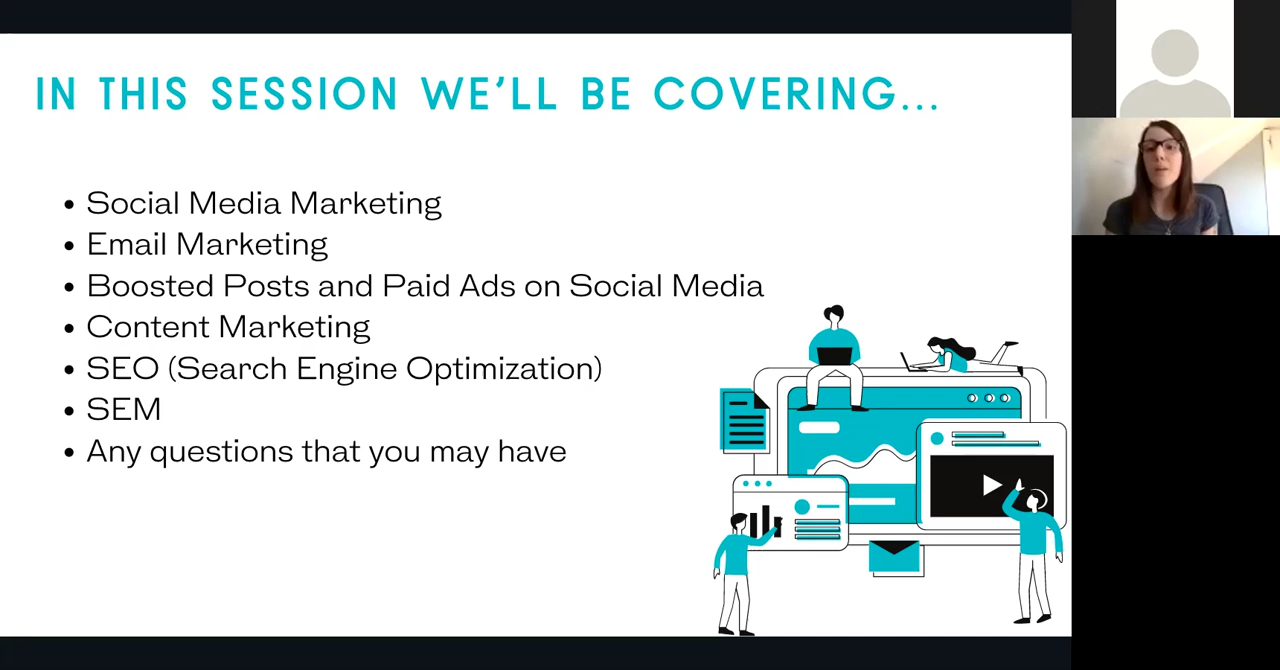 IN THIS SESSION WE'LL BE COVERING...
• Social Media Marketing
• Email Marketing
• Boosted Posts and Paid Ads on Social Media
• Content Marketing
• SEO (Search Engine Optimization)
• SEM
• Any questions that you may have